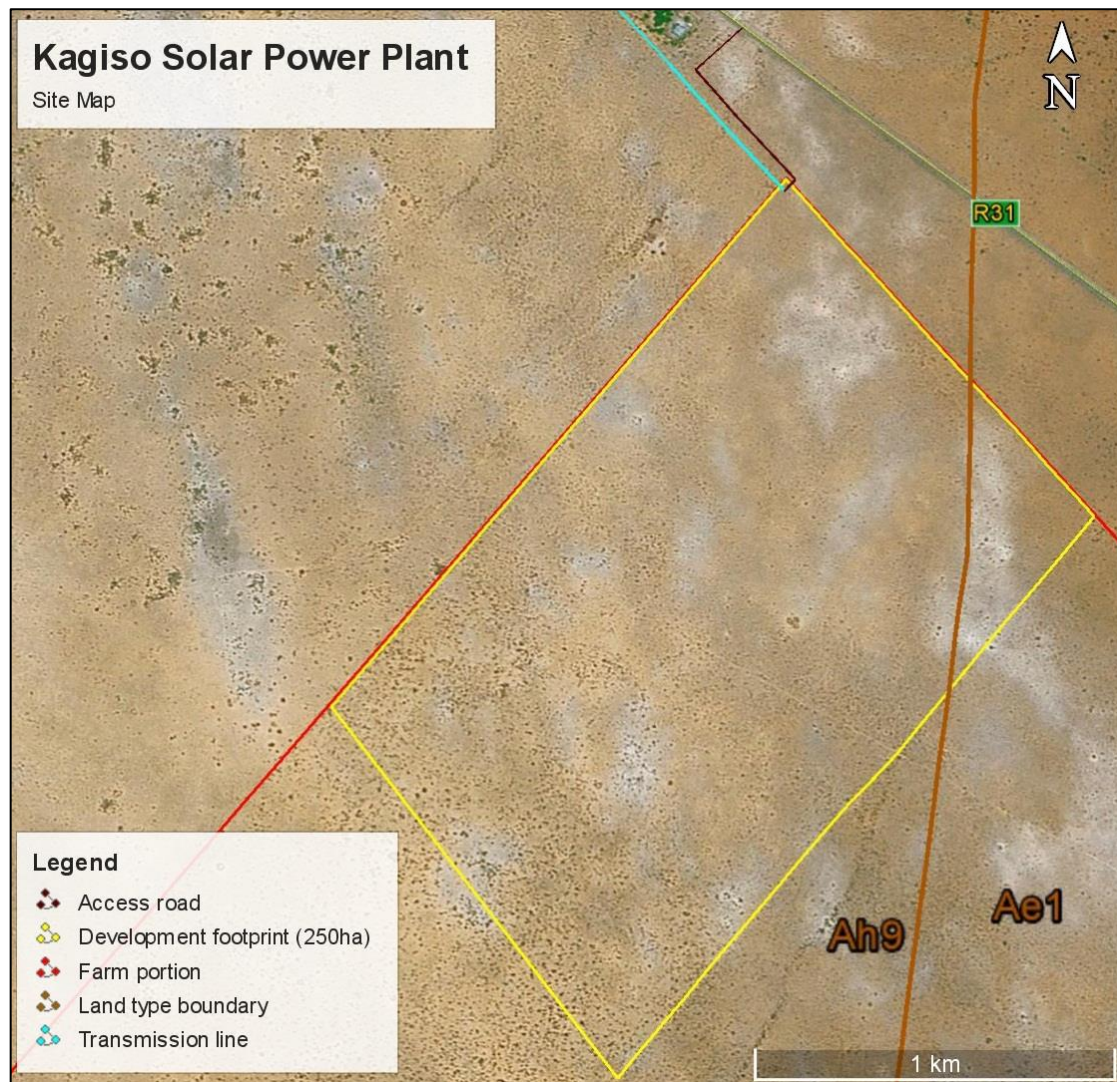 Kagiso Solar Power Plant
Site Map
N
R31
Legend
Access road
Development footprint (250ha)
Farm portion
Land type boundary
Transmission line
Ah9
Ae1
1 km